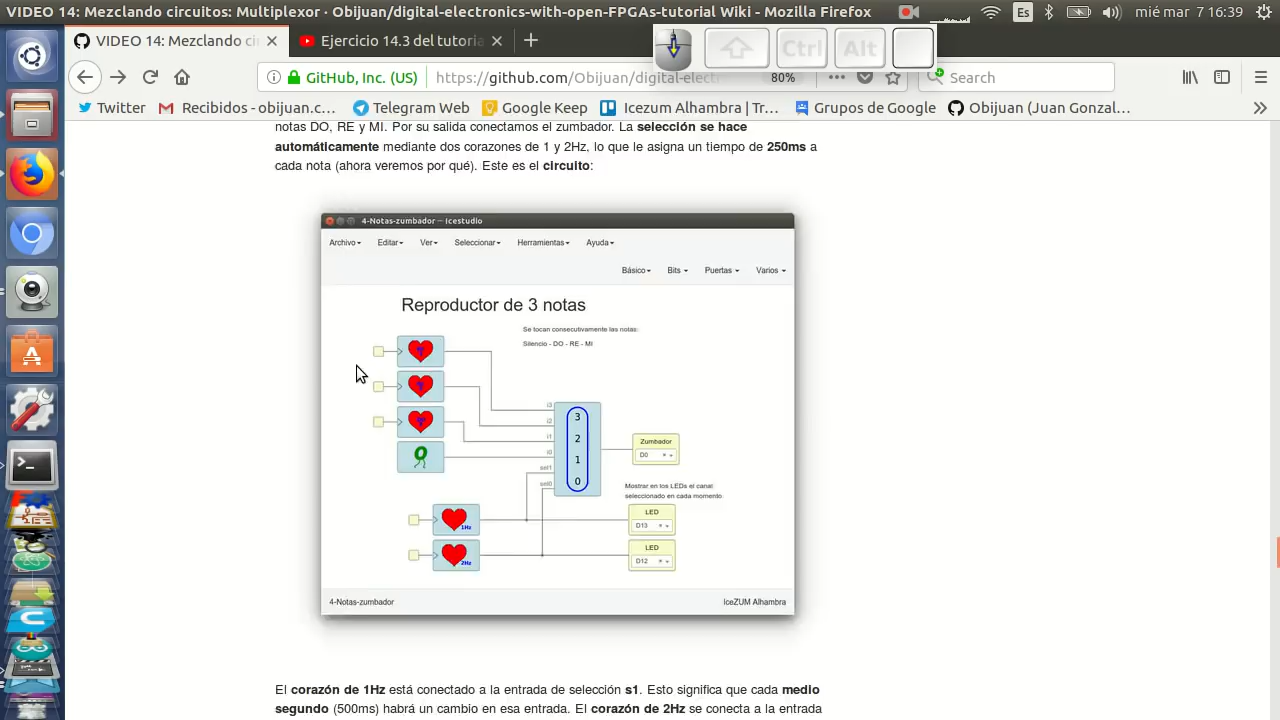 VIDEO 14: Mezclando circuitos: Multiplexor · Obijuan/digital-electronics-with-open-FPGAs-tutorial Wiki - Mozilla Firefox
Es
mié mar 7 16:39
VIDEO 14: Mezclando ci
Ejercicio 14.3 del tutoria
Ctrl
Alt
GitHub, Inc. (US)
https://github.com/Obijuan/digital-elect
80%
Search
Twitter
Recibidos - obijuan.c…
Telegram Web
Google Keep
Icezum Alhambra | Tr…
Grupos de Google
Obijuan (Juan Gonzal…
notas DO, RE y MI. Por su salida conectamos el zumbador. La selección se hace
automáticamente mediante dos corazones de 1 y 2Hz, lo que le asigna un tiempo de 250ms a
cada nota (ahora veremos por qué). Este es el circuito:
4-Notas-zumbador — Icestudio
Archivo
Editar
Ver
Seleccionar
Herramientas
Ayuda
Básico
Bits
Puertas
Varios
Reproductor de 3 notas
Se tocan consecutivamente las notas:
Silencio - DO - RE - MI
i3
i2
i1
i0
sel1
sel0
3
2
1
0
0
Zumbador
D0
Mostrar en los LEDs el canal
seleccionado en cada momento
1Hz
LED
D13
2Hz
LED
D12
4-Notas-zumbador
IceZUM Alhambra
El corazón de 1Hz está conectado a la entrada de selección s1. Esto significa que cada medio
segundo (500ms) habrá un cambio en esa entrada. El corazón de 2Hz se conecta a la entrada